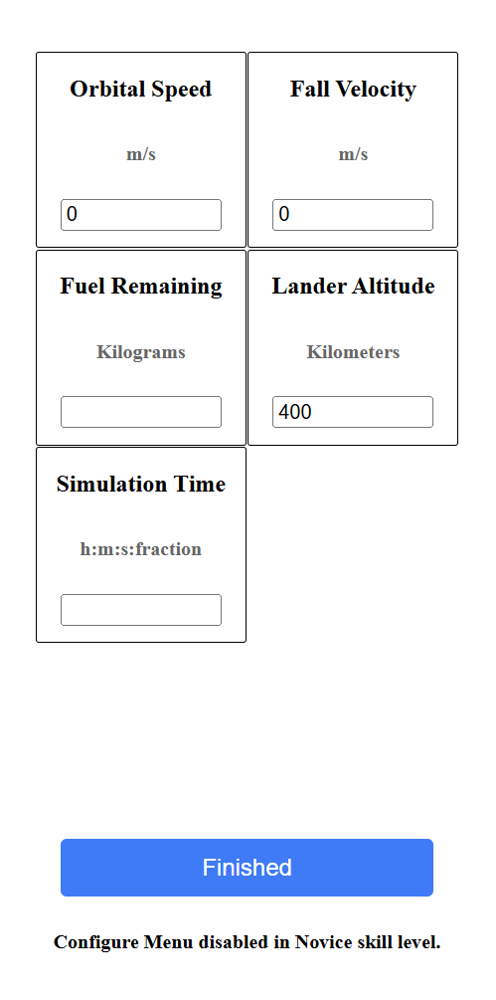 Orbital Speed
m/s
0
Fall Velocity
m/s
0
Fuel Remaining
Kilograms
Lander Altitude
Kilometers
400
Simulation Time
h:m:s:fraction
Finished
Configure Menu disabled in Novice skill level.